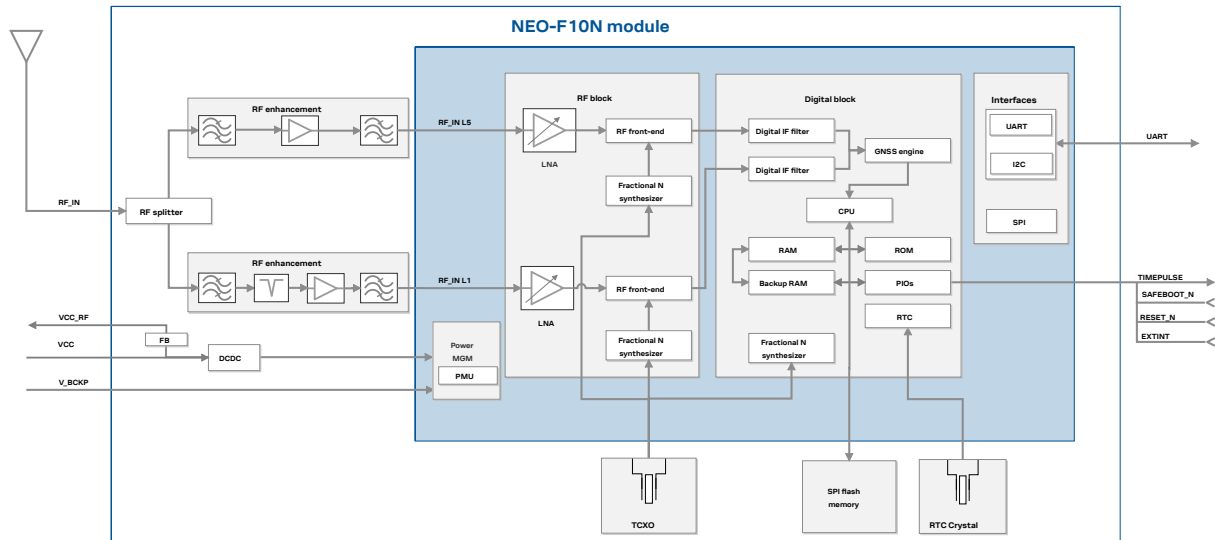 NEO-F10N module
RF enhancement
RF_IN L5
RF block
LNA
RF front-end
Fractional N
synthesizer
Digital block
Digital IF filter
Digital IF filter
GNSS engine
CPU
RAM
ROM
Backup RAM
PIOs
RTC
Fractional N
synthesizer
Interfaces
UART
I2C
SPI
UART
RF_IN
RF splitter
RF enhancement
RF_IN L1
LNA
RF front-end
Fractional N
synthesizer
VCC_RF
FB
VCC
DCDC
V_BCKP
Power
MGM
PMU
TIMEPULSE
SAFEBOOT_N
RESET_N
EXTINT
TCXO
SPI flash
memory
RTC Crystal